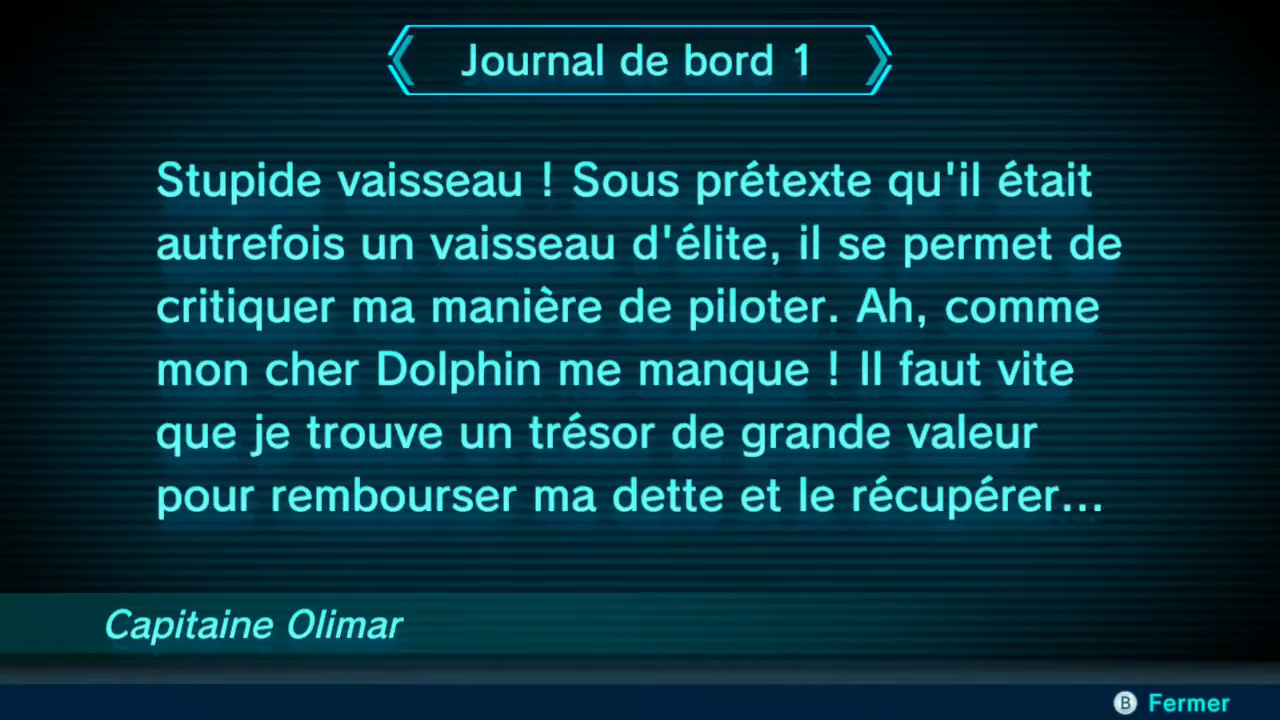 Journal de bord 1
Stupide vaisseau ! Sous prétexte qu'il était
autrefois un vaisseau d'élite, il se permet de
critiquer ma manière de piloter. Ah, comme
mon cher Dolphin me manque ! Il faut vite
que je trouve un trésor de grande valeur
pour rembourser ma dette et le récupérer...
Capitaine Olimar
B Fermer